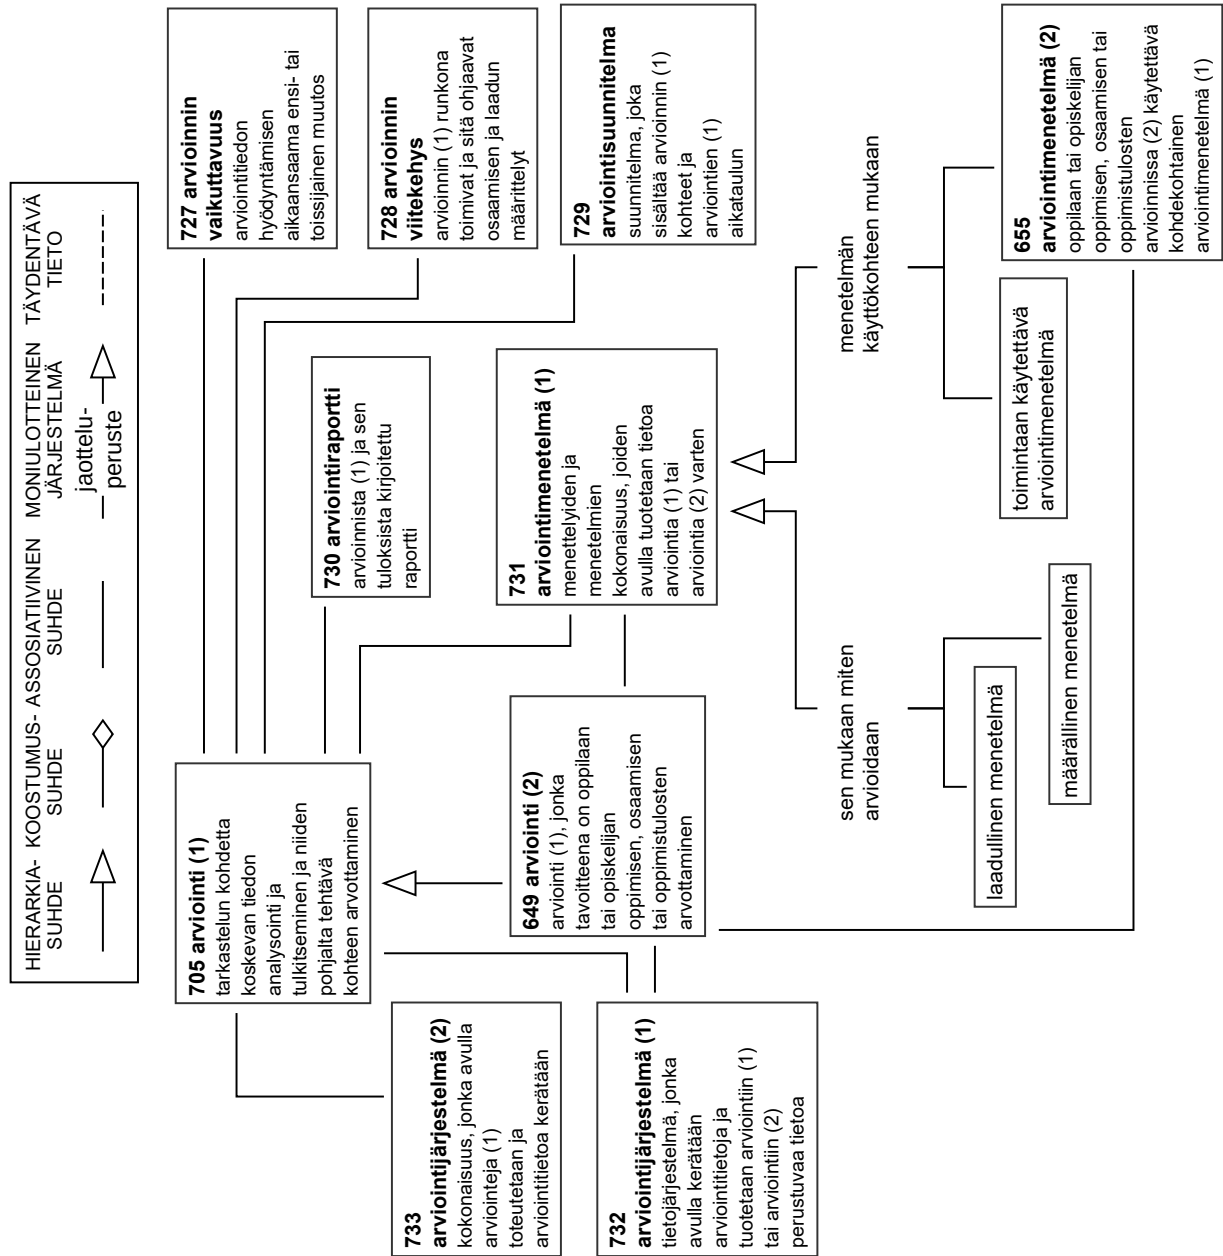 HIERARKIA-
SUHDE
KOOSTUMUS-
SUHDE
ASSOSIATIIVINEN
SUHDE
MONIULOTTEINEN
JÄRJESTELMÄ
jaottelu-
peruste
TÄYDENTÄVÄ
TIETO
733
arviointijärjestelmä (2)
kokonaisuus, jonka avulla
arviointeja (1)
toteutetaan ja
arviointitietoa kerätään
732
arviointijärjestelmä (1)
tietojärjestelmä, jonka
avulla kerätään
arviointitietoja ja
tuotetaan arviointiin (1)
tai arviointiin (2)
perustuvaa tietoa
705 arviointi (1)
tarkastelun kohdetta
koskevan tiedon
analysointi ja
tulkitseminen ja niiden
pohjalta tehtävä
kohteen arvottaminen
649 arviointi (2)
arviointi (1), jonka
tavoitteena on oppilaan
tai opiskelijan
oppimisen, osaamisen
tai oppimistulosten
arvottaminen
730 arviointiraportti
arvioinnista (1) ja sen
tuloksista kirjoitettu
raportti
731
arviointimenetelmä (1)
menettelyiden ja
menetelmien
kokonaisuus, joiden
avulla tuotetaan tietoa
arviointia (1) tai
arviointia (2) varten
727 arvioinnin
vaikuttavuus
arviointitiedon
hyödyntämisen
aikaansaama ensi- tai
toissijainen muutos
728 arvioinnin
viitekehys
arvioinnin (1) runkona
toimivat ja sitä ohjaavat
osaamisen ja laadun
määrittelyt
729
arviointisuunnitelma
suunnitelma, joka
sisältää arvioinnin (1)
kohteet ja
arviointien (1)
aikataulun
sen mukaan miten
arvioidaan
laadullinen menetelmä
määrällinen menetelmä
menetelmän
käyttökohteen mukaan
toimintaan käytettävä
arviointimenetelmä
655
arviointimenetelmä (2)
oppilaan tai opiskelijan
oppimisen, osaamisen tai
oppimistulosten
arvioinnissa (2) käytettävä
kohdekohtainen
arviointimenetelmä (1)